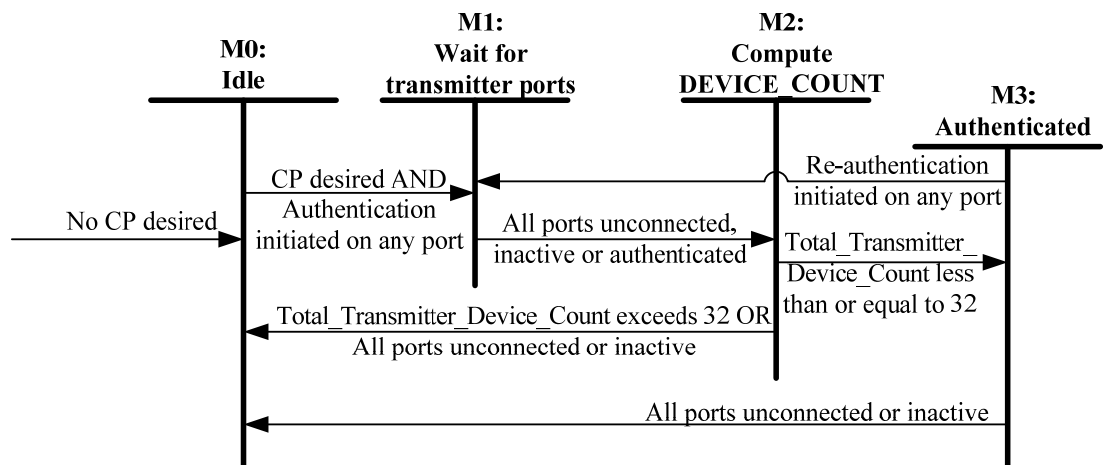 M0:
Idle
M1:
Wait for
transmitter ports
M2:
Compute
DEVICE_COUNT
M3:
Authenticated
No CP desired
CP desired AND
Authentication
initiated on any port
Re-authentication
initiated on any port
All ports unconnected,
inactive or authenticated
Total_Transmitter_
Device_Count less
than or equal to 32
Total_Transmitter_Device_Count exceeds 32 OR
All ports unconnected or inactive
All ports unconnected or inactive